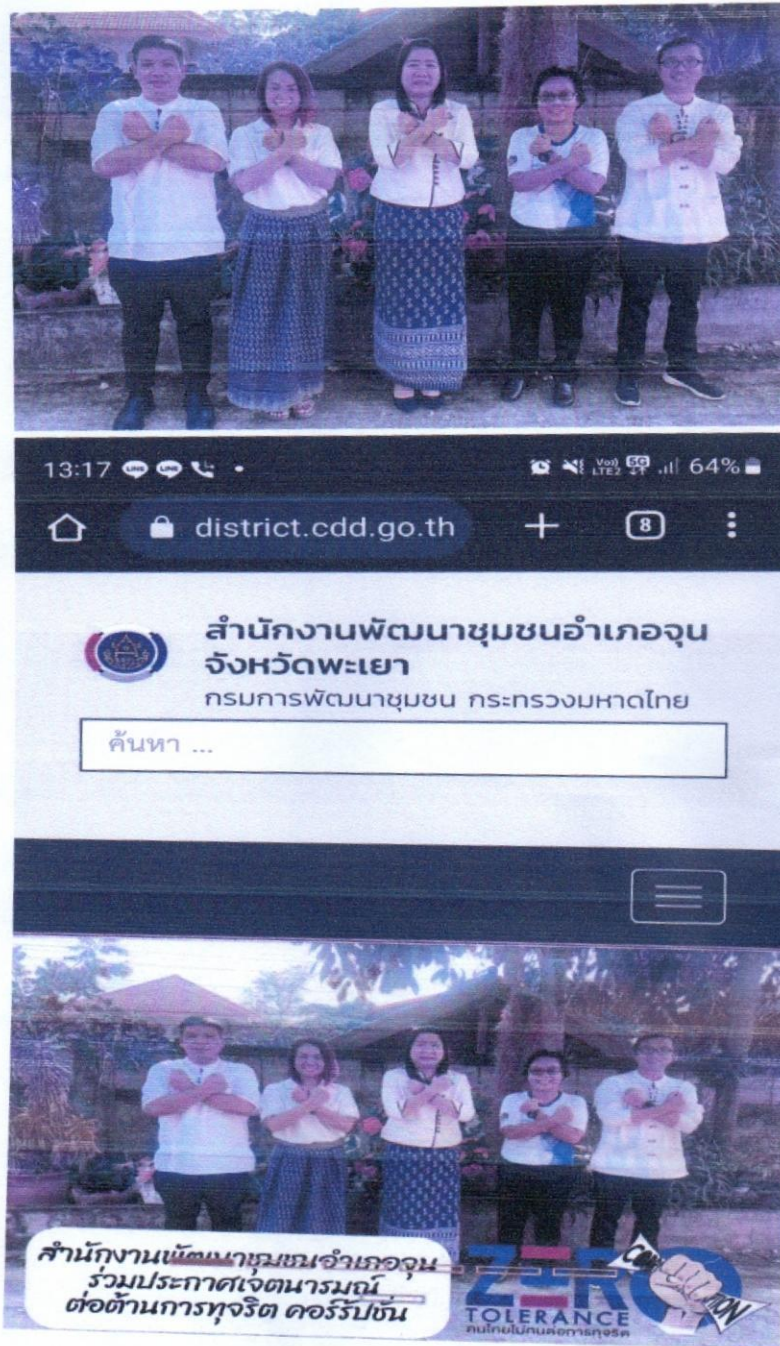 13:17 LINE LINE Vo)) LTE2 5G 64%
district.cdd.go.th 8
สำนักงานพัฒนาชุมชนอำเภอจุน
จังหวัดพะเยา
กรมการพัฒนาชุมชน กระทรวงมหาดไทย
ค้นหา ...
สำนักงานพัฒนาชุมชนอำเภอจุน
ร่วมประกาศเจตนารมณ์
ต่อต้านการทุจริต คอร์รัปชั่น
ZERO
TOLERANCE
คนไทยไม่ทนต่อการทุจริต